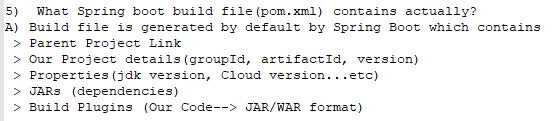 5)  What Spring boot build file(pom.xml) contains actually?
A) Build file is generated by default by Spring Boot which contains
> Parent Project Link
> Our Project details(groupId, artifactId, version)
> Properties(jdk version, Cloud version...etc)
> JARs (dependencies)
> Build Plugins (Our Code--> JAR/WAR format)